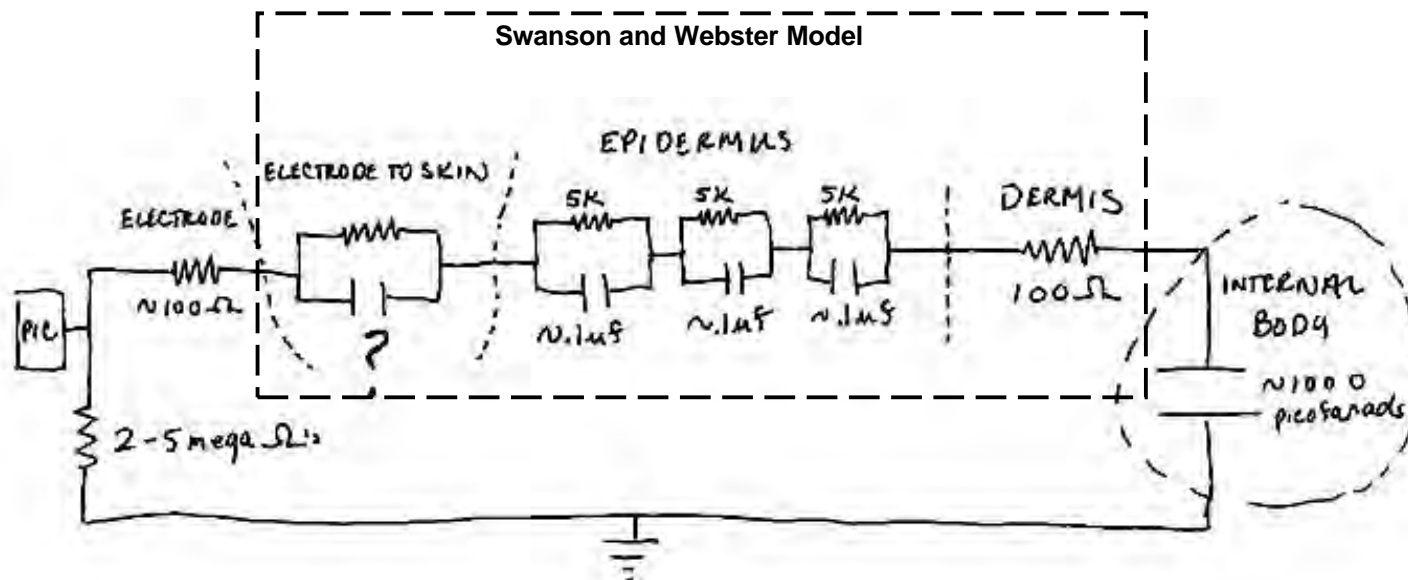 Swanson and Webster Model
EPIDERMUS
ELECTRODE TO SKIN
5K
5K
5K
DERMIS
ELECTRODE
PIC
~100Ω
?
~.1uf
~.1uf
~.1uf
100Ω
INTERNAL
BODY
~1000
picofarads
2-5 mega Ω's